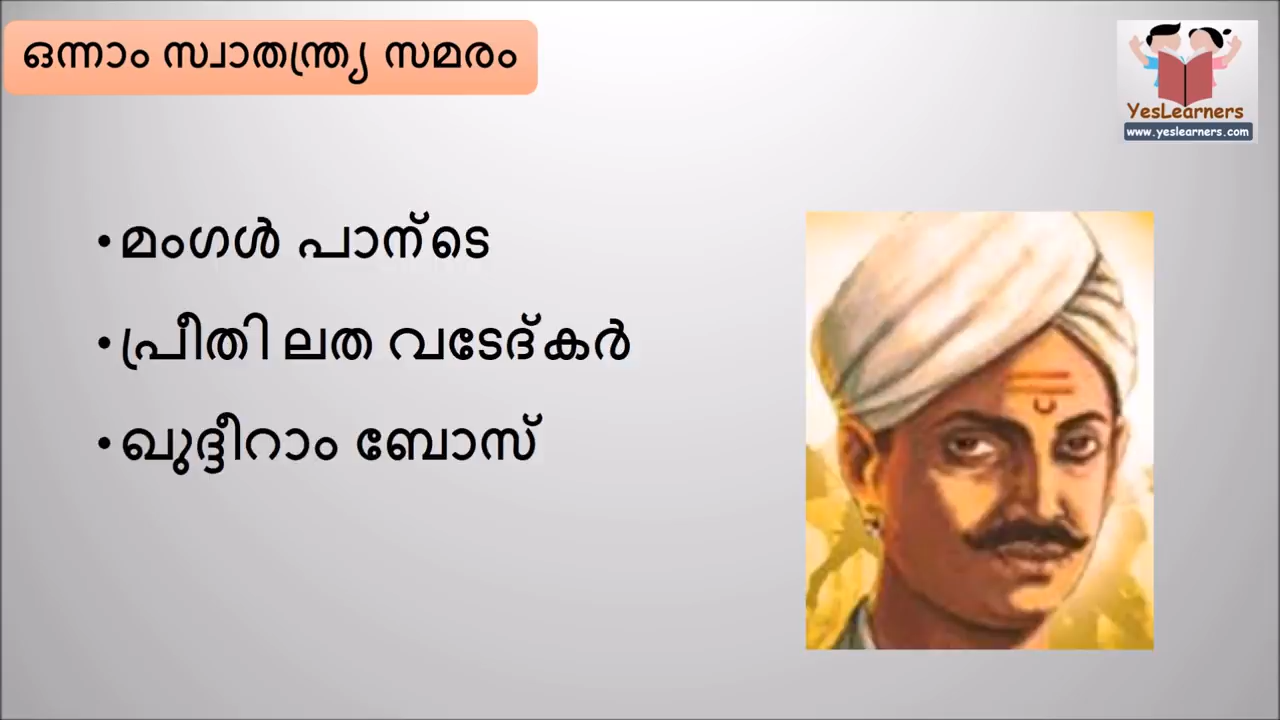 ഒന്നാം സ്വാതന്ത്ര്യ സമരം
YesLearners
www.yeslearners.com
•മംഗൾ പാന്ടെ
•പ്രീതി ലത വടേദ്കർ
•ഖുദ്ദീറാം ബോസ്